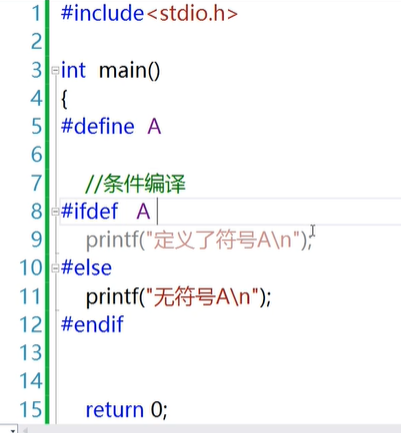 1 #include<stdio.h>
2
3 int main()
4 {
5 #define A
6
7 //条件编译
8 #ifdef A
9 printf("定义了符号A\n");
10 #else
11 printf("无符号A\n");
12 #endif
13
14
15 return 0;